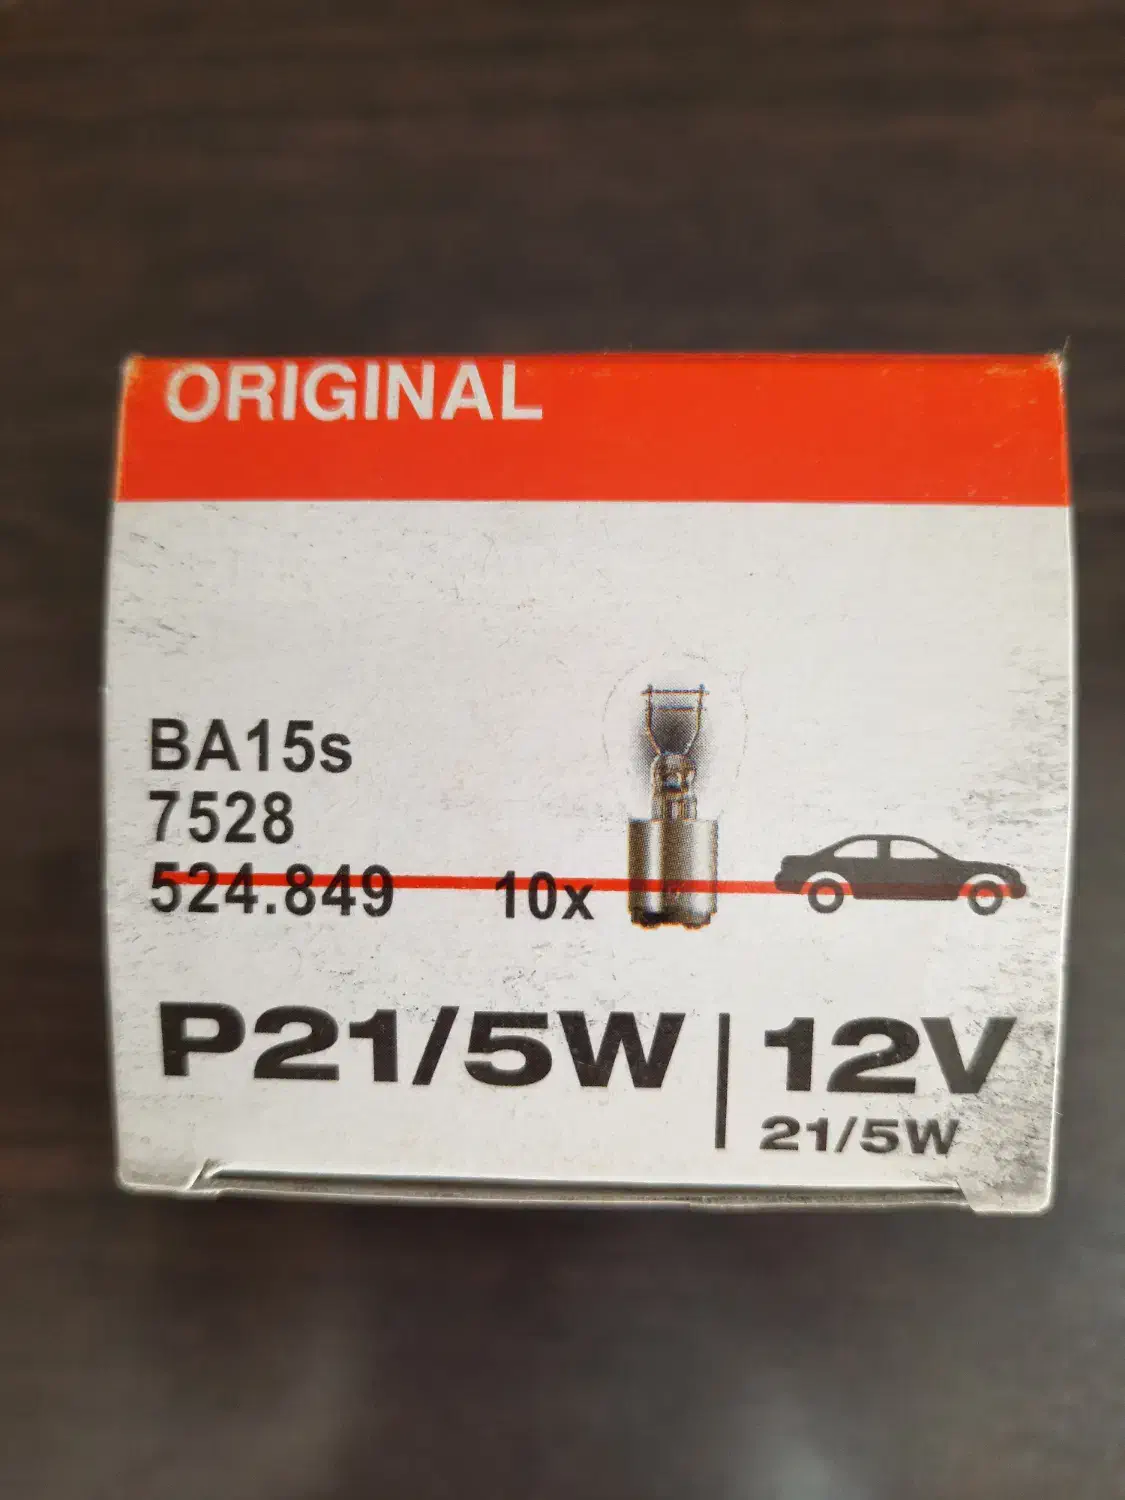 ORIGINAL
BA15s
7528
524.849
10x
P21/5W
12V
21/5W